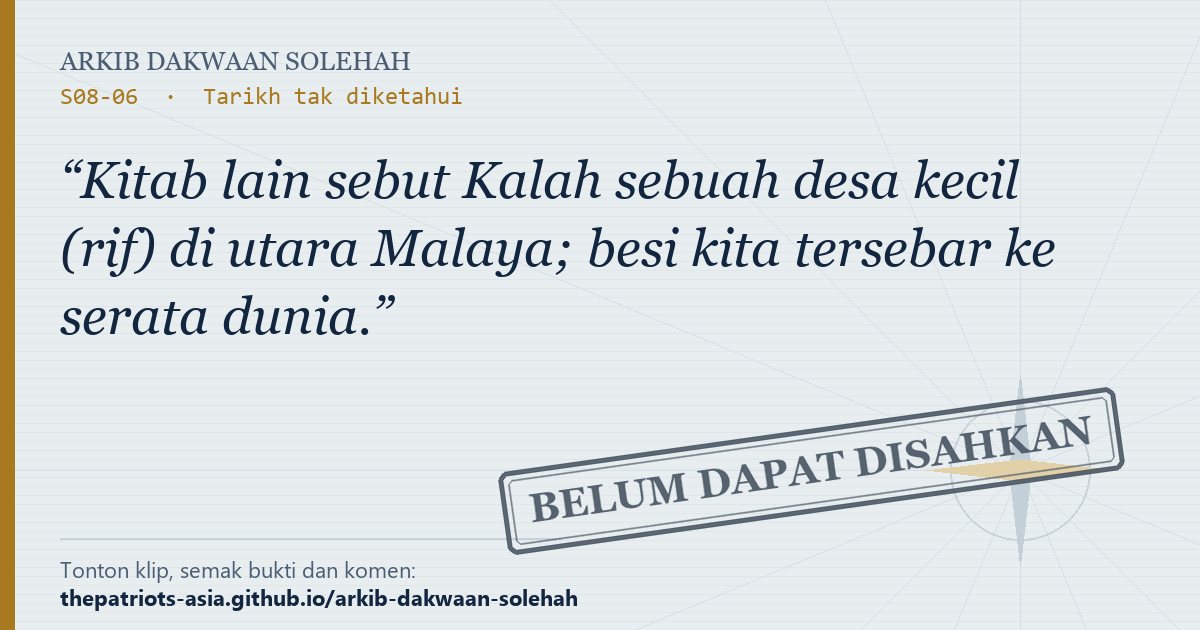 ARKIB DAKWAAN SOLEHAH
S08-06 · Tarikh tak diketahui
“Kitab lain sebut Kalah sebuah desa kecil
(rif) di utara Malaya; besi kita tersebar ke
serata dunia.”
BELUM DAPAT DISAHKAN
Tonton klip, semak bukti dan komen:
thepatriots-asia.github.io/arkib-dakwaan-solehah